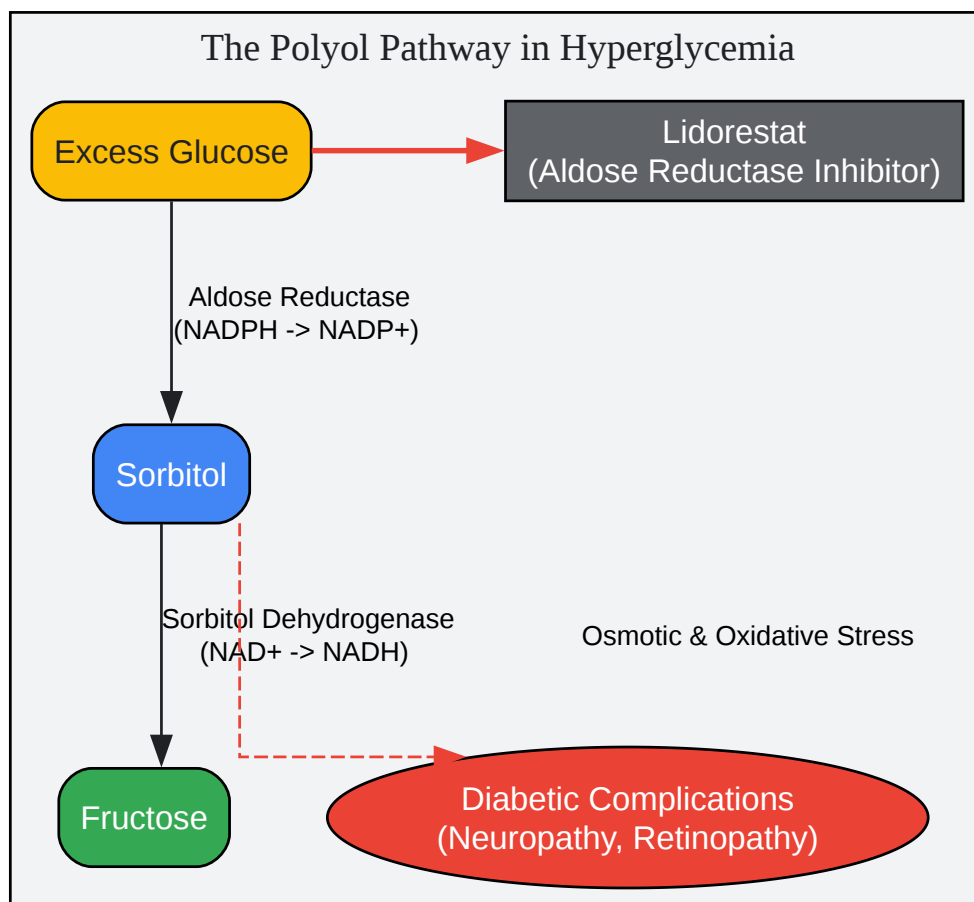 The Polyol Pathway in Hyperglycemia
Excess Glucose
Lidorestat
(Aldose Reductase Inhibitor)
Aldose Reductase
(NADPH -> NADP+)
Sorbitol
Sorbitol Dehydrogenase
(NAD+ -> NADH)
Osmotic & Oxidative Stress
Fructose
Diabetic Complications
(Neuropathy, Retinopathy)